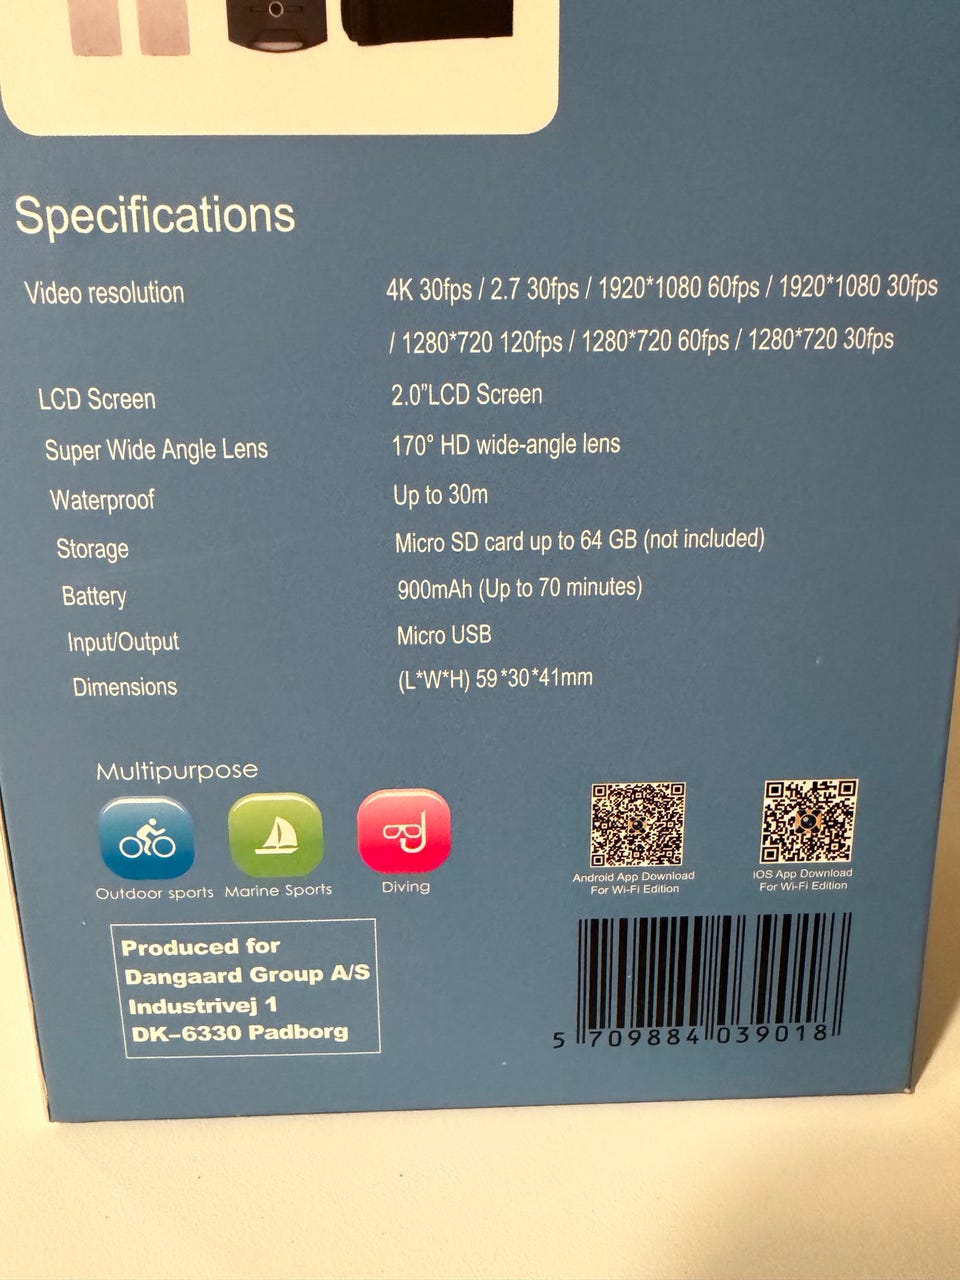 Specifications
Video resolution 4K 30fps / 2.7 30fps / 1920*1080 60fps / 1920*1080 30fps
/ 1280*720 120fps / 1280*720 60fps / 1280*720 30fps
LCD Screen 2.0”LCD Screen
Super Wide Angle Lens 170° HD wide-angle lens
Waterproof Up to 30m
Storage Micro SD card up to 64 GB (not included)
Battery 900mAh (Up to 70 minutes)
Input/Output Micro USB
Dimensions (L*W*H) 59*30*41mm
Multipurpose
Outdoor sports Marine Sports Diving
Android App Download
For Wi-Fi Edition
iOS App Download
For Wi-Fi Edition
Produced for
Dangaard Group A/S
Industrivej 1
DK-6330 Padborg
5 709884 039018